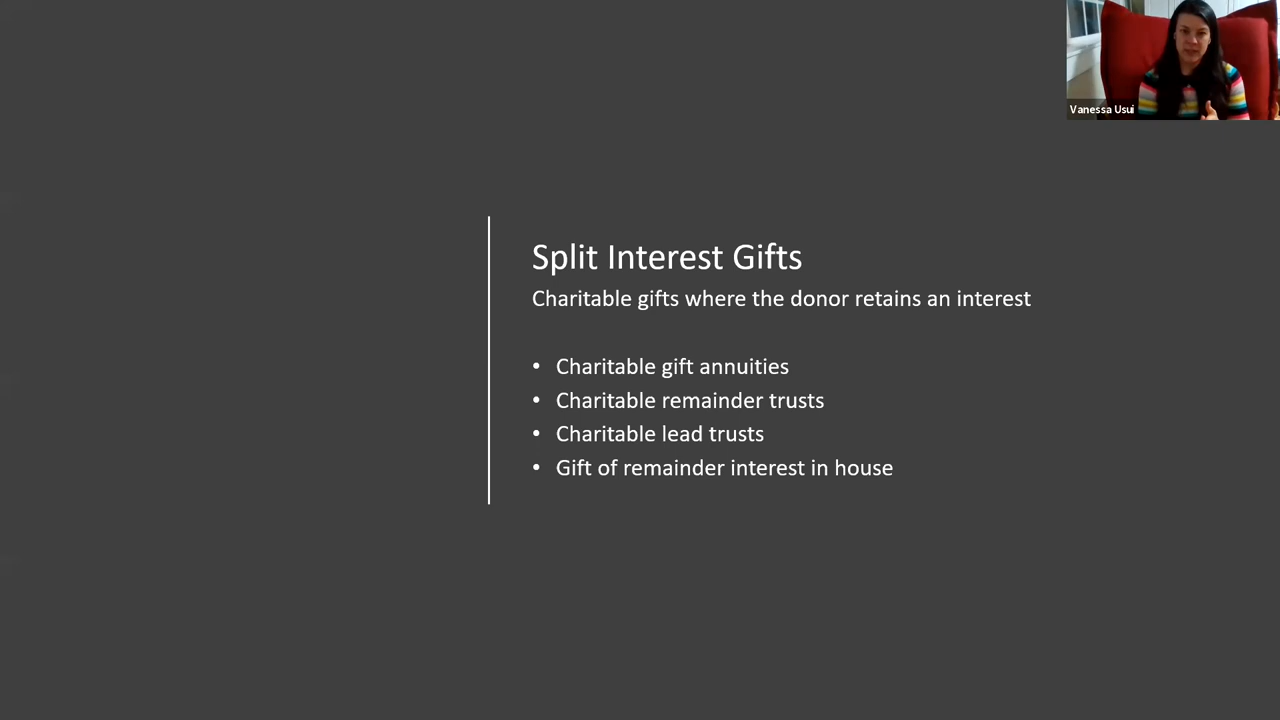 Vanessa Usui
Split Interest Gifts
Charitable gifts where the donor retains an interest
• Charitable gift annuities
• Charitable remainder trusts
• Charitable lead trusts
• Gift of remainder interest in house